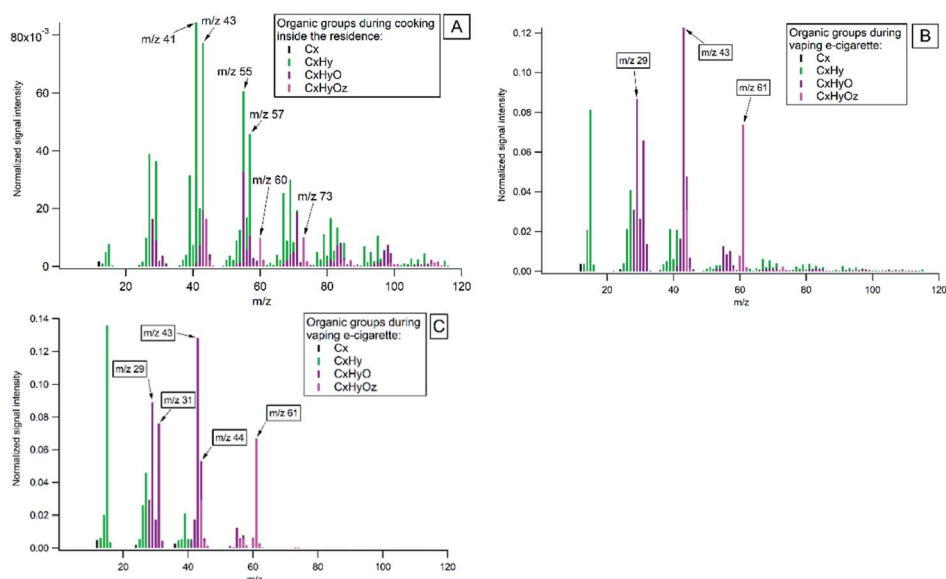 A
Organic groups during cooking
inside the residence:
Cx
CxHy
CxHyO
CxHyOz
m/z 41
m/z 43
m/z 55
m/z 57
m/z 60
m/z 73
Normalized signal intensity
80x10⁻³
60
40
20
0
20
40
60
80
100
120
m/z
B
Organic groups during
vaping e-cigarette:
Cx
CxHy
CxHyO
CxHyOz
m/z 29
m/z 43
m/z 61
Normalized signal intensity
0.12
0.10
0.08
0.06
0.04
0.02
0.00
20
40
60
80
100
120
m/z
C
Organic groups during
vaping e-cigarette:
Cx
CxHy
CxHyO
CxHyOz
m/z 43
m/z 29
m/z 31
m/z 44
m/z 61
Normalized signal intensity
0.14
0.12
0.10
0.08
0.06
0.04
0.02
0.00
20
40
60
80
100
120
m/z